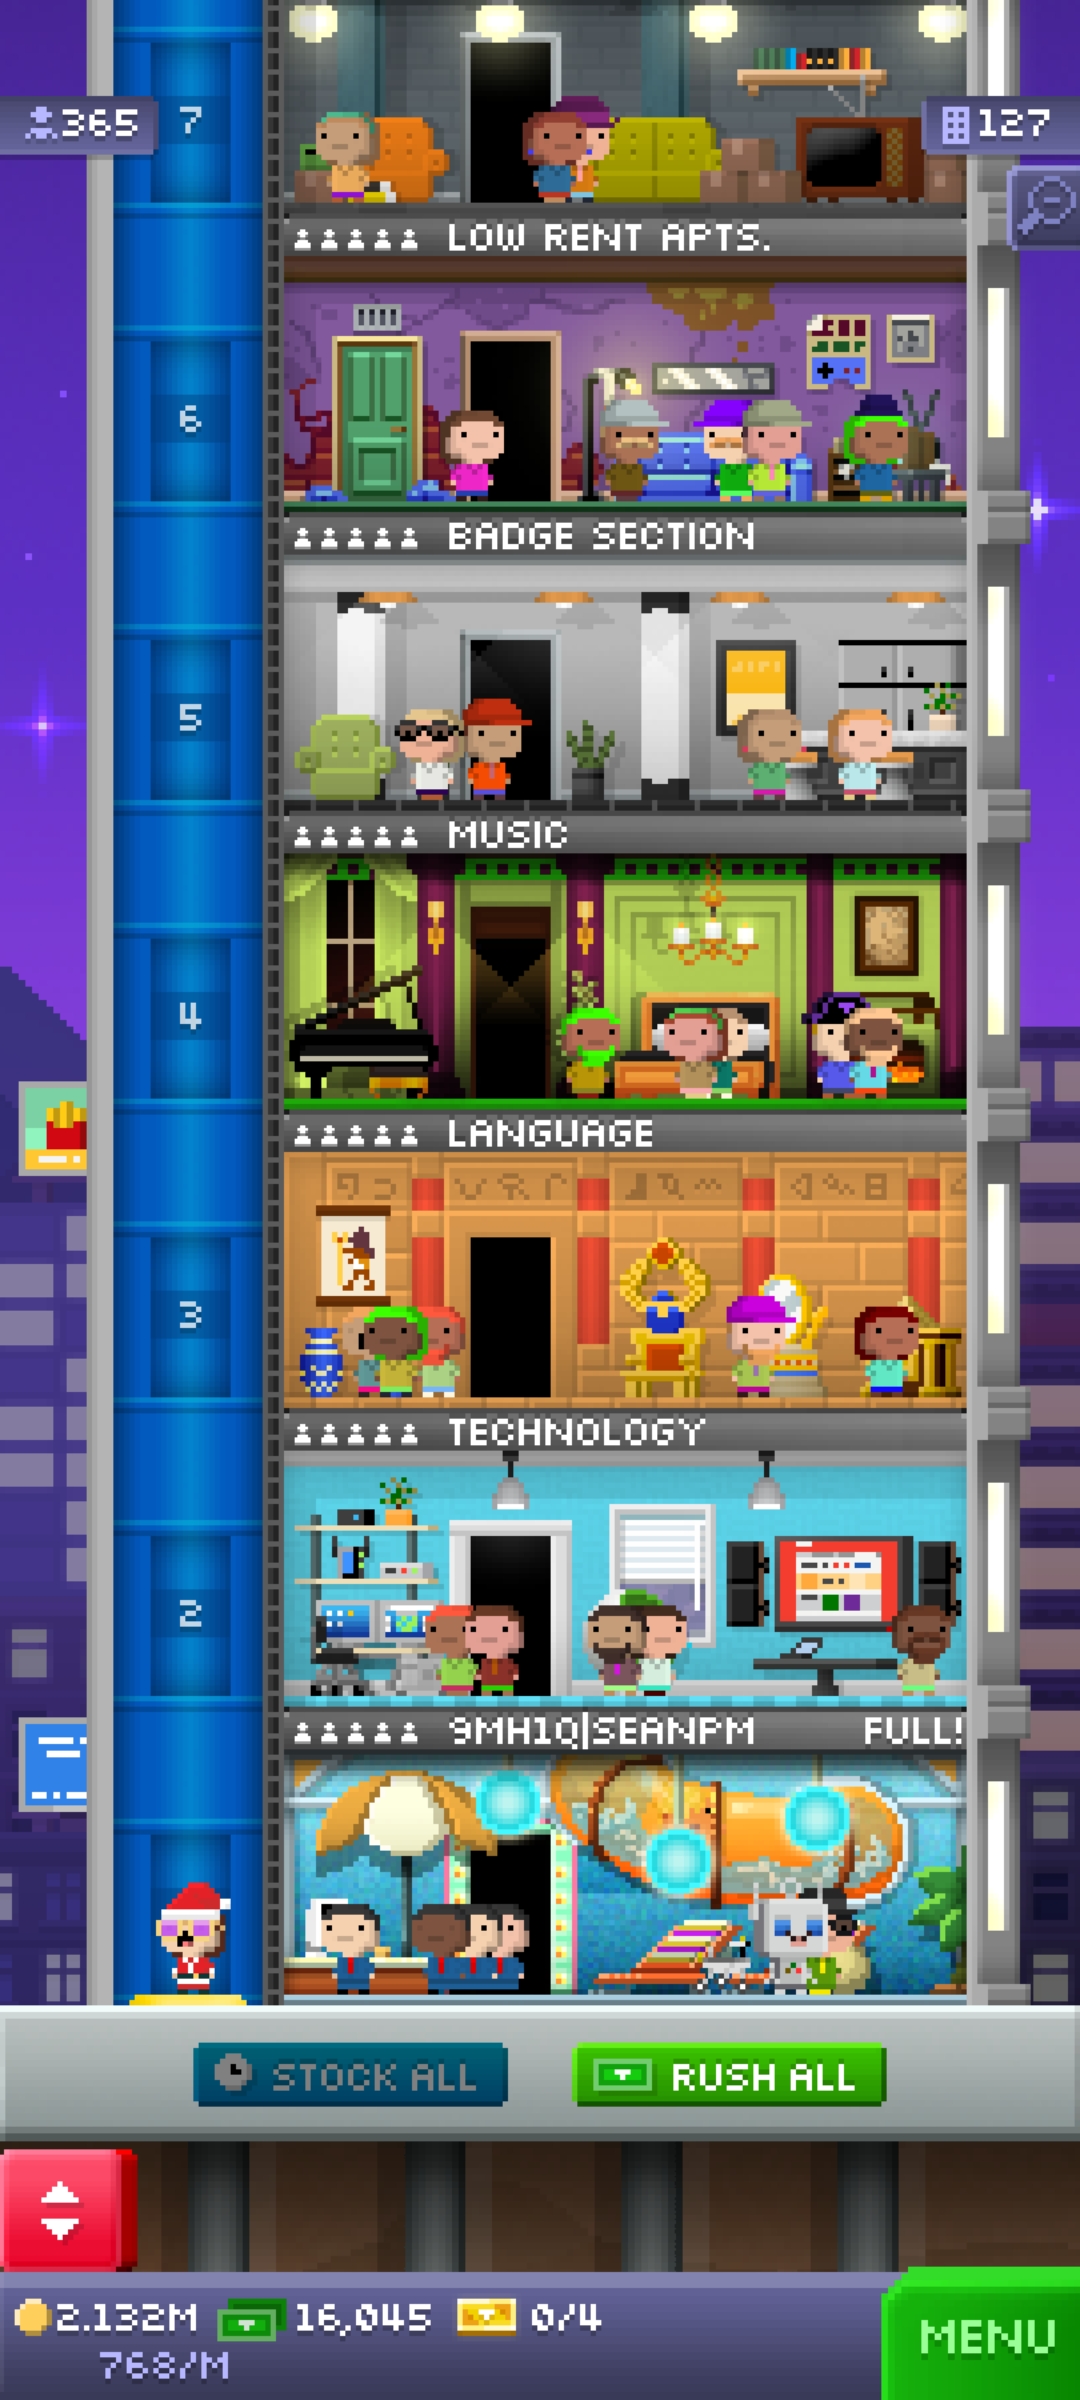 365
7
127
LOW RENT APTS.
6
BADGE SECTION
5
MUSIC
4
LANGUAGE
3
TECHNOLOGY
2
9MH1Q|SEANPM FULL!
STOCK ALL
RUSH ALL
2.132M 16,045 0/4
768/M
MENU